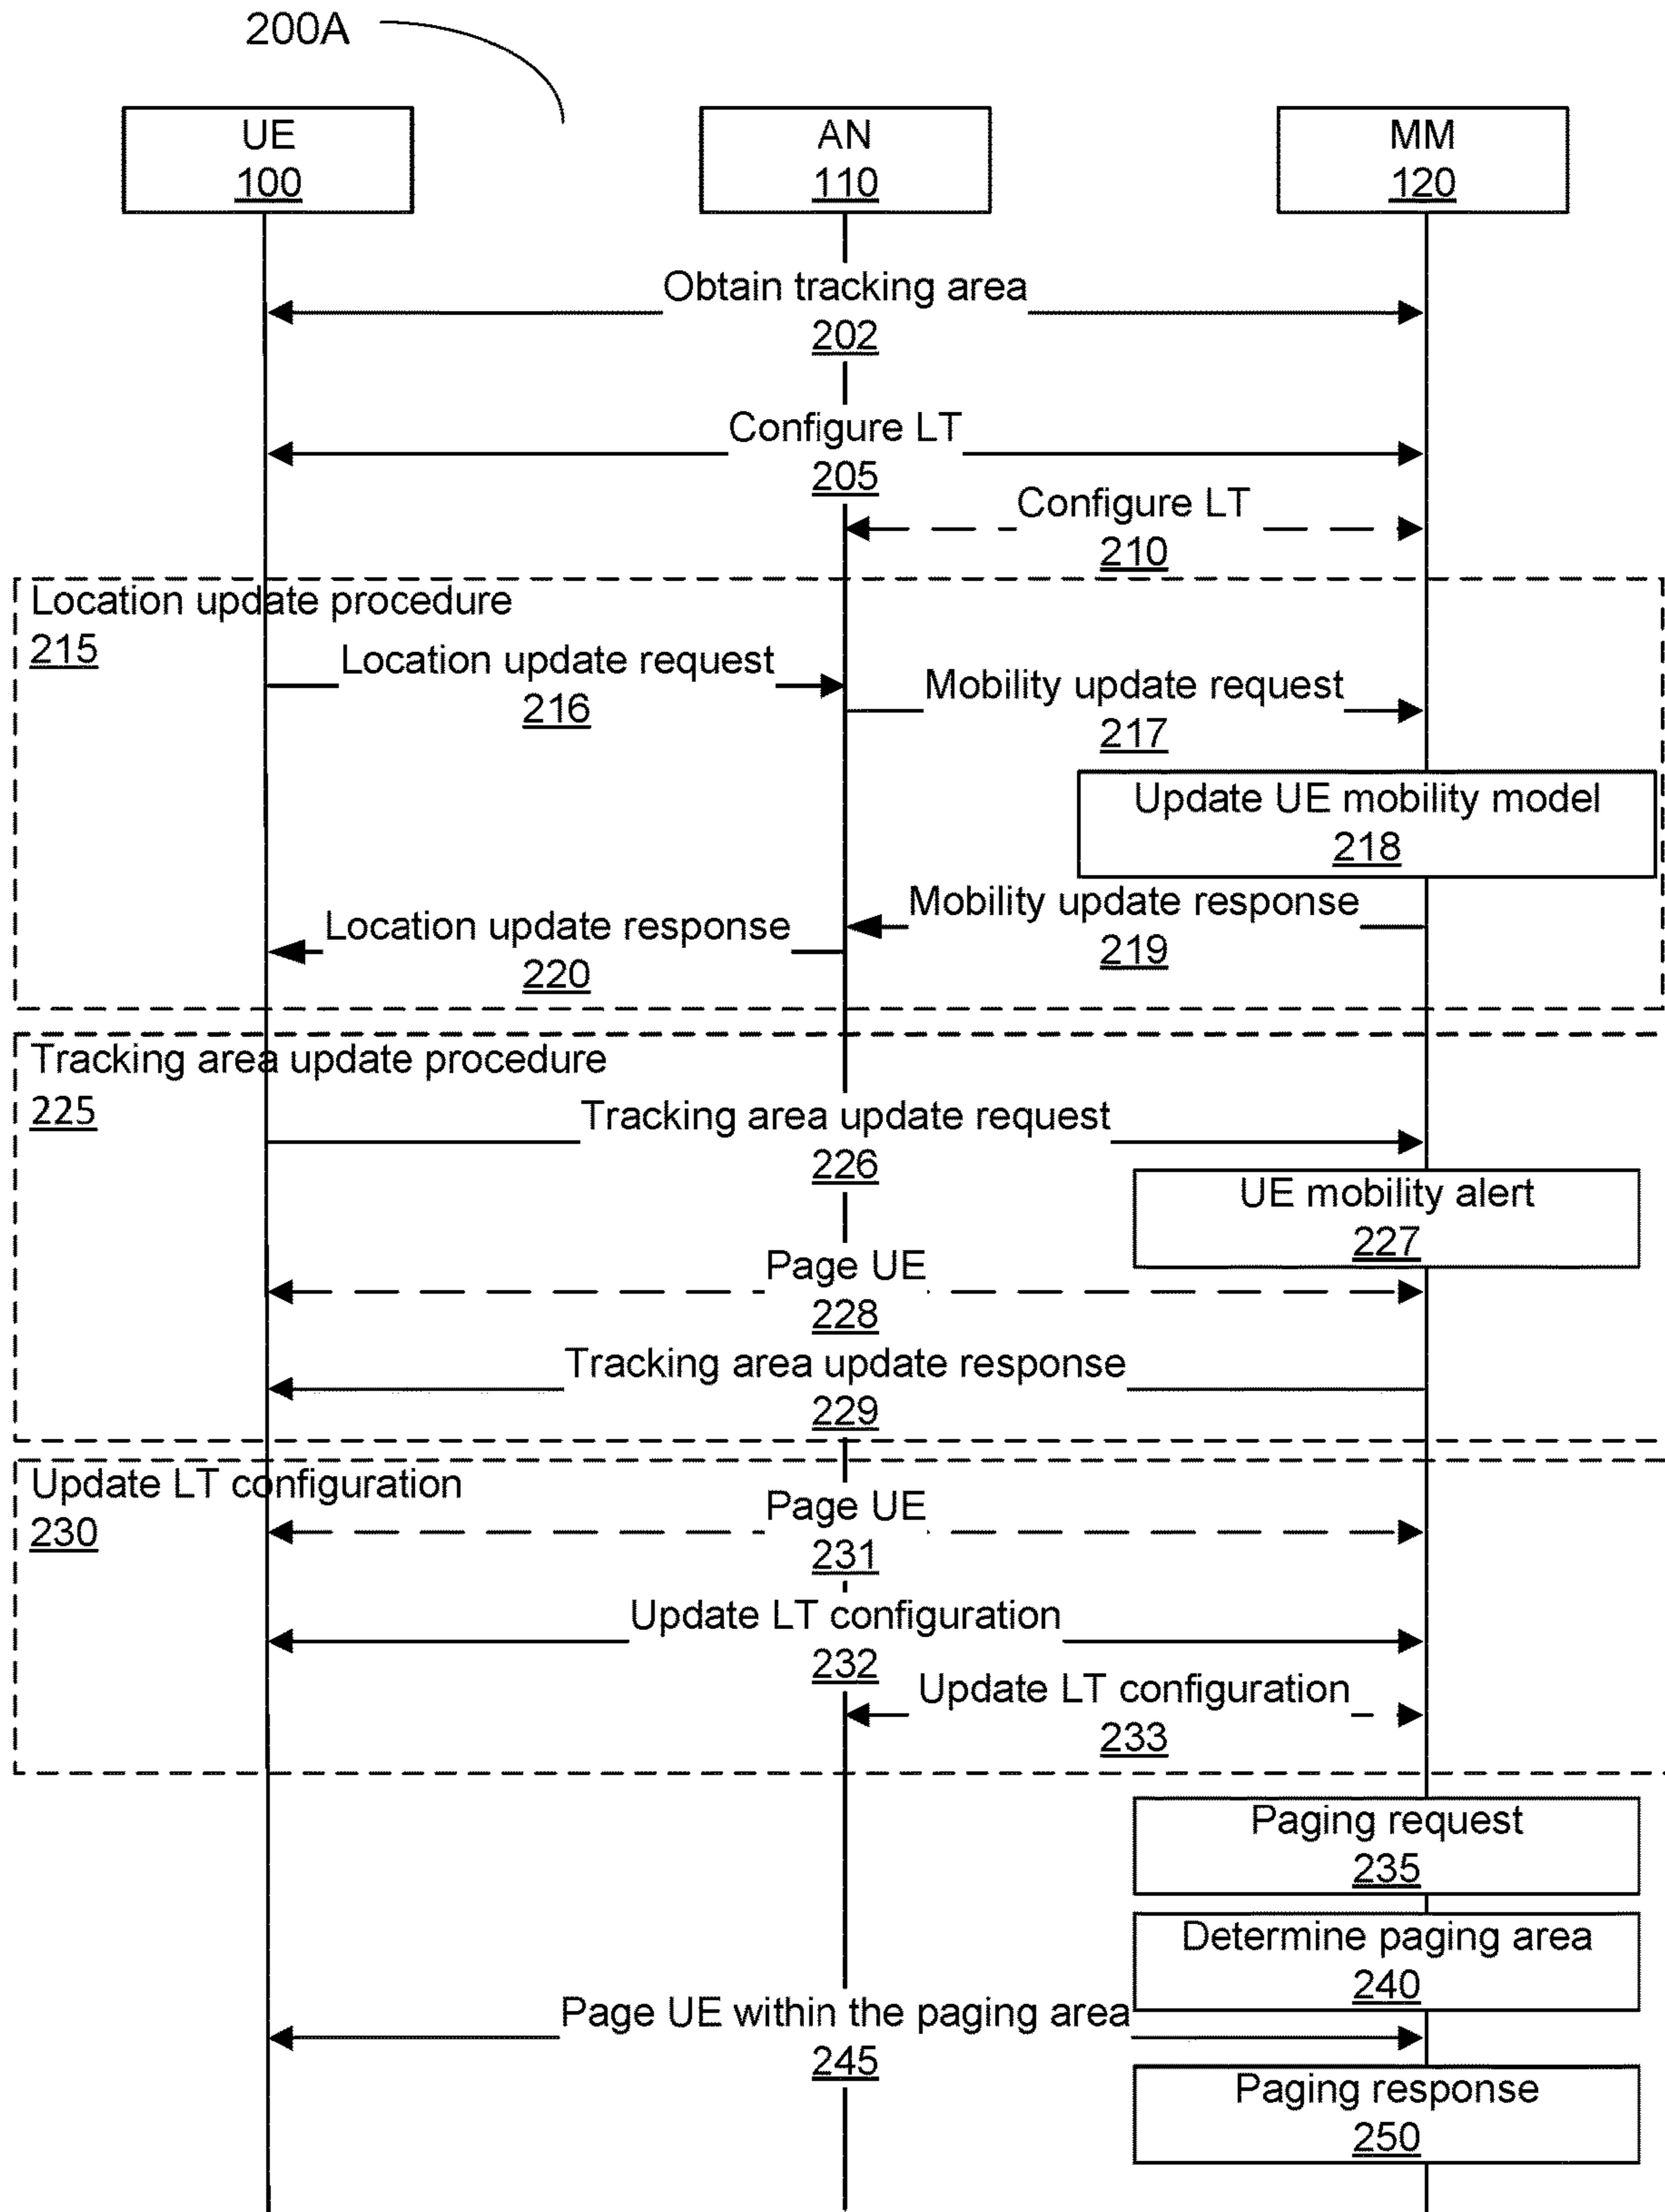 200A
UE
100
AN
110
MM
120
Obtain tracking area
202
Configure LT
205
Configure LT
210
Location update procedure
215
Location update request
216
Mobility update request
217
Update UE mobility model
218
Mobility update response
219
Location update response
220
Tracking area update procedure
225
Tracking area update request
226
UE mobility alert
227
Page UE
228
Tracking area update response
229
Update LT configuration
230
Page UE
231
Update LT configuration
232
Update LT configuration
233
Paging request
235
Determine paging area
240
Page UE within the paging area
245
Paging response
250